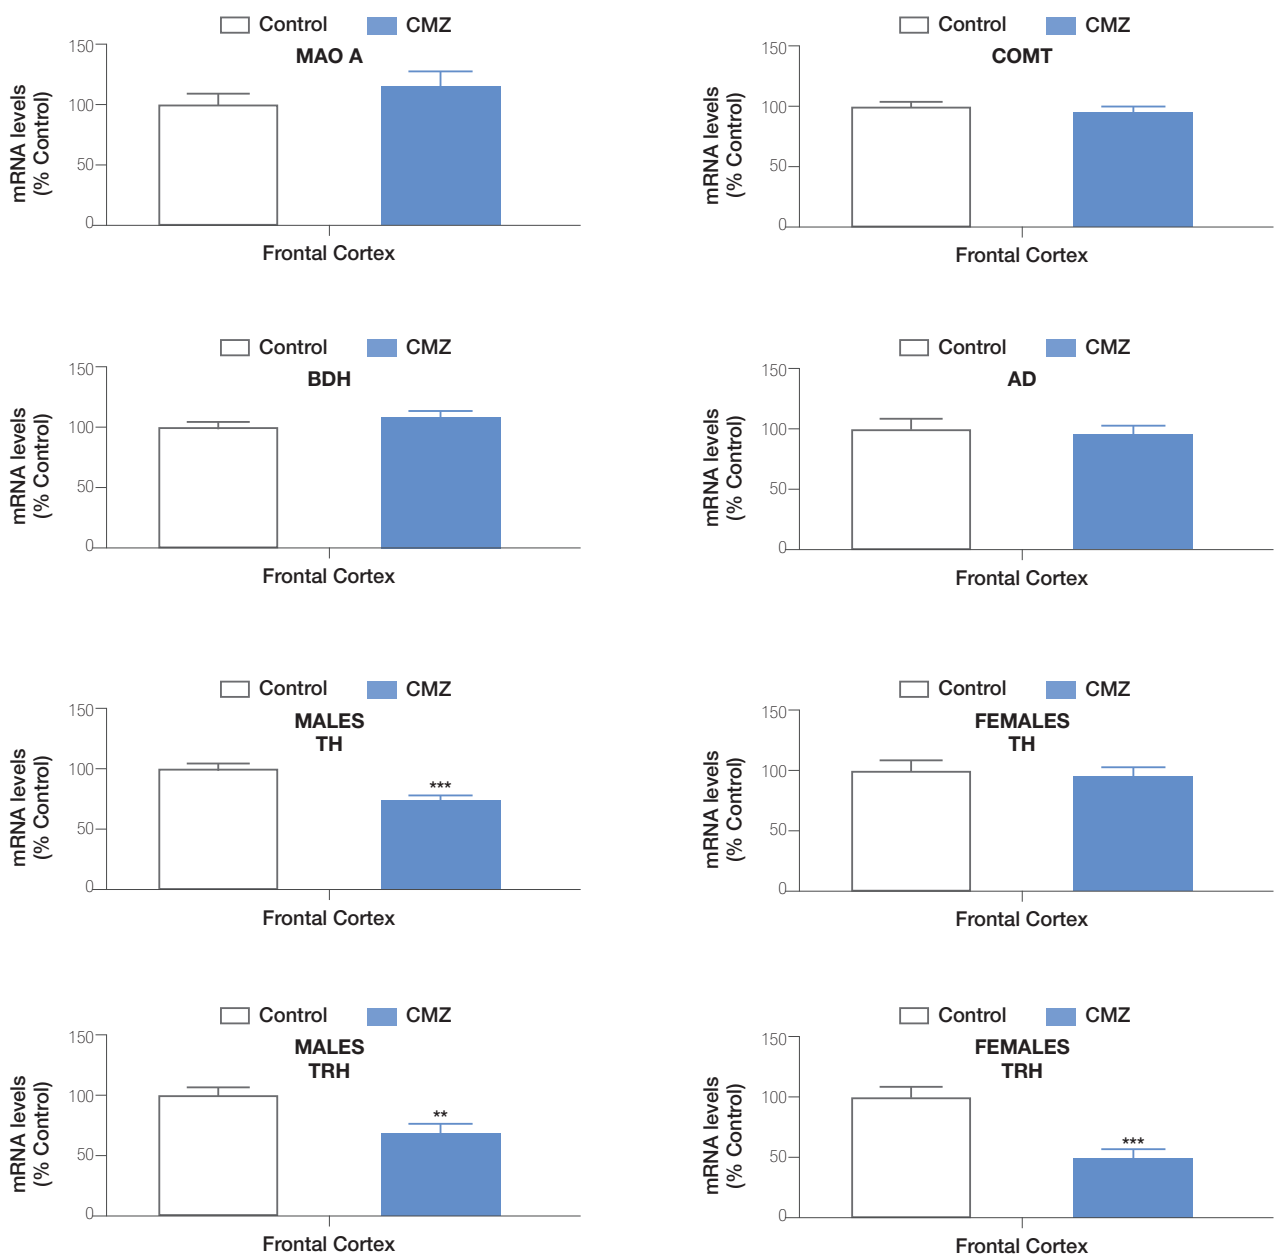 Control CMZ
MAO A
mRNA levels
(% Control)
150
100
50
0
Frontal Cortex
Control CMZ
COMT
mRNA levels
(% Control)
150
100
50
0
Frontal Cortex
Control CMZ
BDH
mRNA levels
(% Control)
150
100
50
0
Frontal Cortex
Control CMZ
AD
mRNA levels
(% Control)
150
100
50
0
Frontal Cortex
Control CMZ
MALES
TH
mRNA levels
(% Control)
150
100
50
0
***
Frontal Cortex
Control CMZ
FEMALES
TH
mRNA levels
(% Control)
150
100
50
0
Frontal Cortex
Control CMZ
MALES
TRH
mRNA levels
(% Control)
150
100
50
0
**
Frontal Cortex
Control CMZ
FEMALES
TRH
mRNA levels
(% Control)
150
100
50
0
***
Frontal Cortex